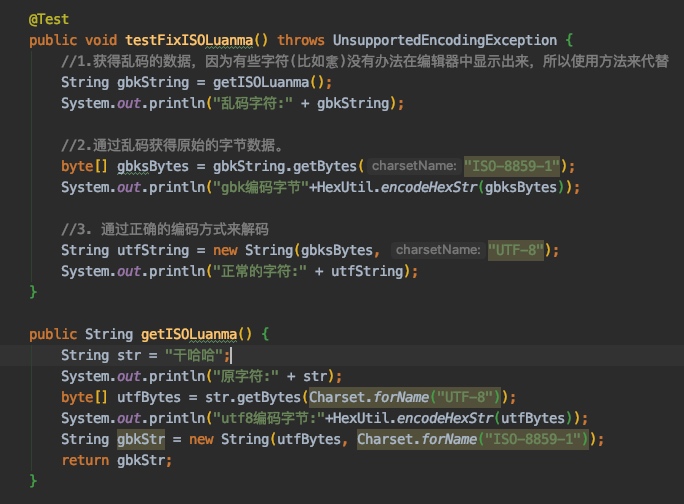 @Test
public void testFixISOLuanma() throws UnsupportedEncodingException {
//1.获得乱码的数据，因为有些字符(比如)没有办法在编辑器中显示出来，所以使用方法来代替
String gbkString = getISOLuanma();
System.out.println("乱码字符:" + gbkString);
//2.通过乱码获得原始的字节数据。
byte[] gbksBytes = gbkString.getBytes( charsetName: "ISO-8859-1");
System.out.println("gbk编码字节"+HexUtil.encodeHexStr(gbksBytes));
//3. 通过正确的编码方式来解码
String utfString = new String(gbksBytes, charsetName: "UTF-8");
System.out.println("正常的字符:" + utfString);
}
public String getISOLuanma() {
String str = "干哈哈";
System.out.println("原字符:" + str);
byte[] utfBytes = str.getBytes(Charset.forName("UTF-8"));
System.out.println("utf8编码字节:"+HexUtil.encodeHexStr(utfBytes));
String gbkStr = new String(utfBytes, Charset.forName("ISO-8859-1"));
return gbkStr;
}